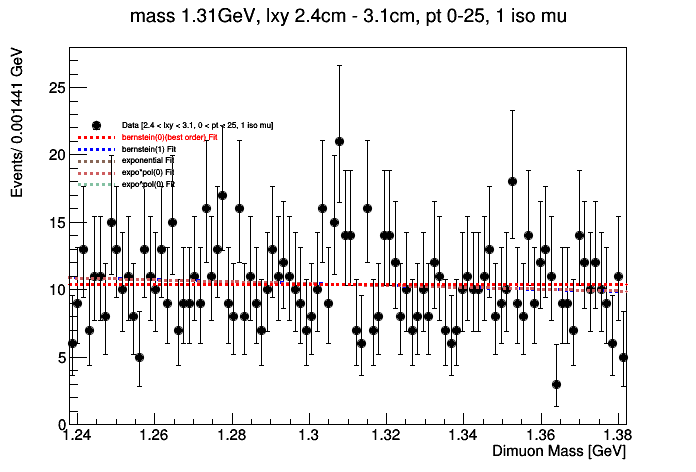 mass 1.31GeV, lxy 2.4cm - 3.1cm, pt 0-25, 1 iso mu
Events/ 0.001441 GeV
25
20
15
10
5
0
Data [2.4 < lxy < 3.1, 0 < pt < 25, 1 iso mu]
bernstein(0)(best order) Fit
bernstein(1) Fit
exponential Fit
expo*pol(0) Fit
expo*pol(0) Fit
1.24 1.26 1.28 1.3 1.32 1.34 1.36 1.38
Dimuon Mass [GeV]